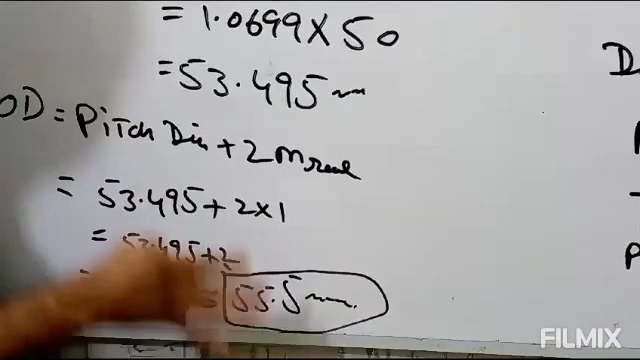 = 1.0699 x 50
= 53.495 mm
OD = Pitch Dia + 2 m real
= 53.495 + 2x1
= 53.495 + 2
= 55.5 mm.
D
P
FILMIX